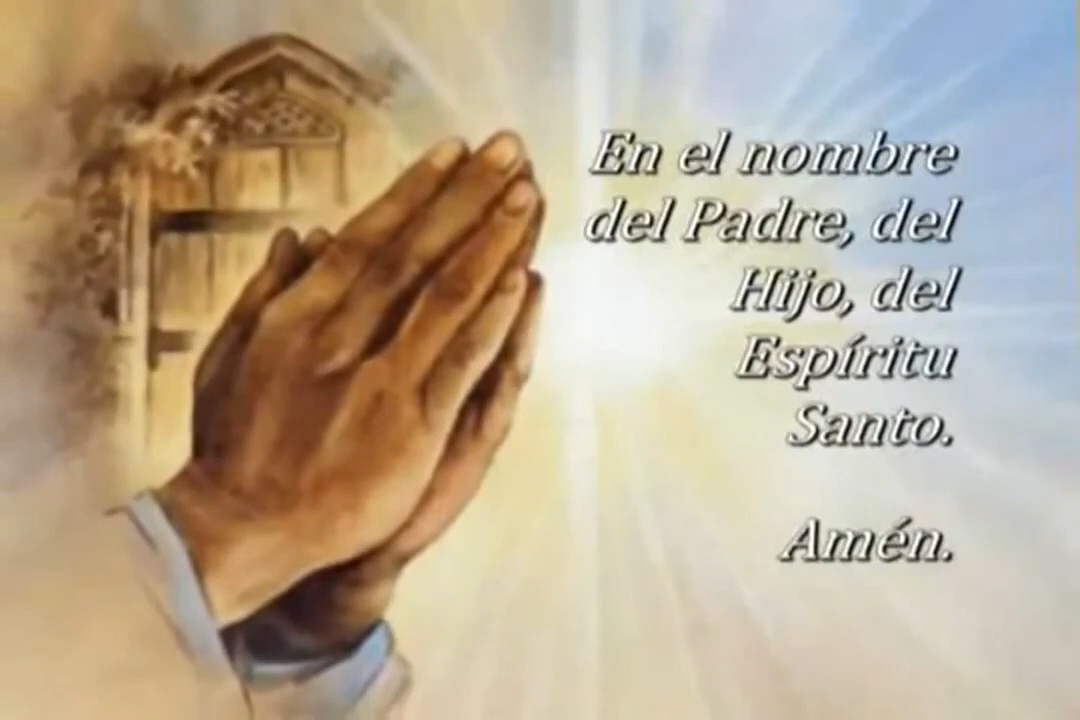 En el nombre
del Padre, del
Hijo, del
Espíritu
Santo.
Amén.